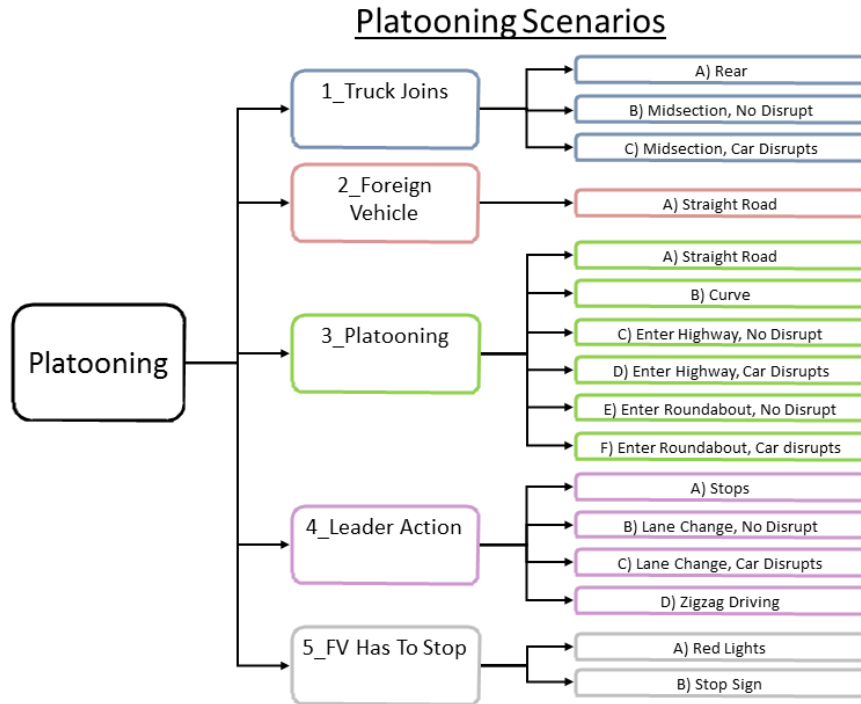 Platooning Scenarios
Platooning
1_Truck Joins
A) Rear
B) Midsection, No Disrupt
C) Midsection, Car Disrupts
2_Foreign
Vehicle
A) Straight Road
3_Platooning
A) Straight Road
B) Curve
C) Enter Highway, No Disrupt
D) Enter Highway, Car Disrupts
E) Enter Roundabout, No Disrupt
F) Enter Roundabout, Car disrupts
4_Leader Action
A) Stops
B) Lane Change, No Disrupt
C) Lane Change, Car Disrupts
D) Zigzag Driving
5_FV Has To Stop
A) Red Lights
B) Stop Sign